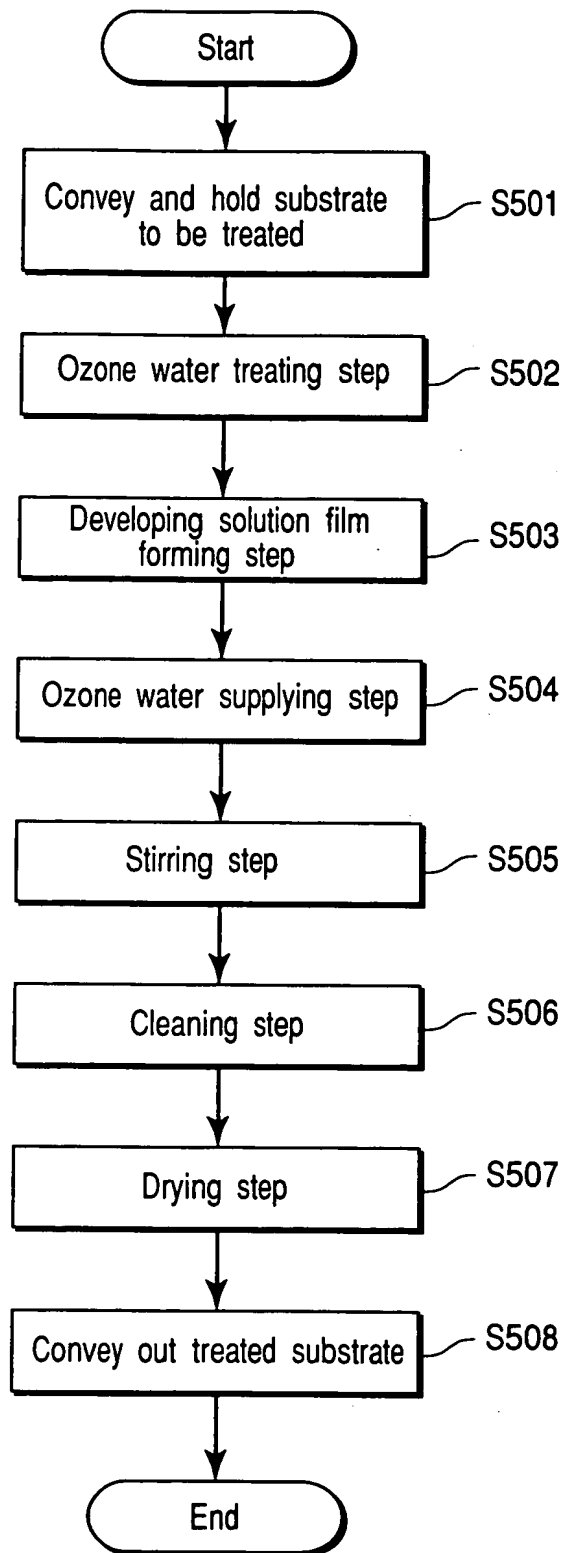 Start
Convey and hold substrate
to be treated
S501
Ozone water treating step
S502
Developing solution film
forming step
S503
Ozone water supplying step
S504
Stirring step
S505
Cleaning step
S506
Drying step
S507
Convey out treated substrate
S508
End